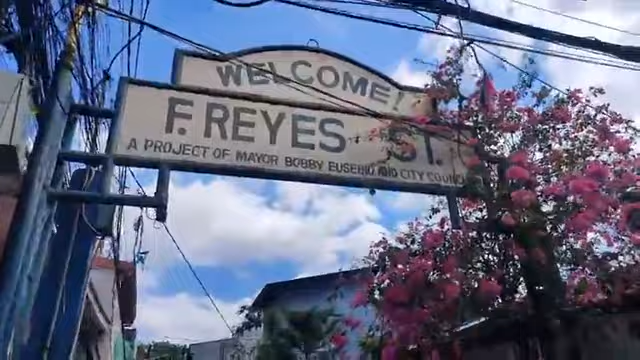 WELCOME!
F. REYES ST.
A PROJECT OF MAYOR BOBBY EUSEBIO AND CITY COUNCIL